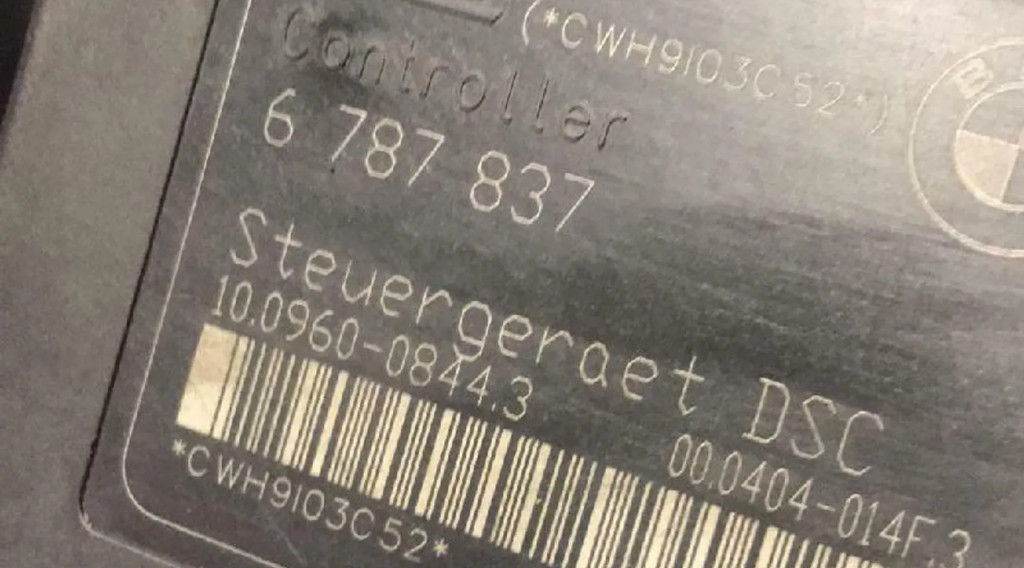 (*CWH9103C52*)
Controller
6 787 837
Steuergeraet DSC
10.0960-0844.3
00.0404-014F.3
*CWH9103C52*
B